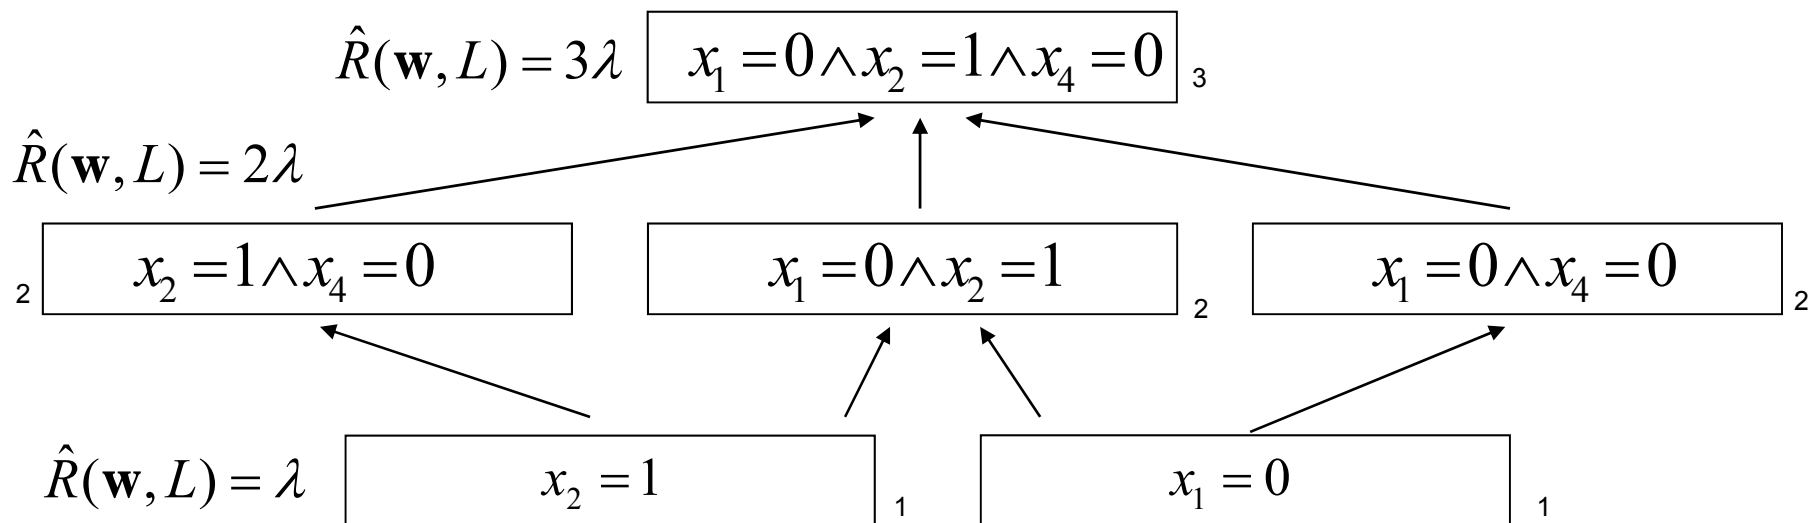 R̂(w, L) = 3λ x₁ = 0 ∧ x₂ = 1 ∧ x₄ = 0 3
R̂(w, L) = 2λ
2 x₂ = 1 ∧ x₄ = 0 x₁ = 0 ∧ x₂ = 1 2 x₁ = 0 ∧ x₄ = 0 2
R̂(w, L) = λ x₂ = 1 1 x₁ = 0 1